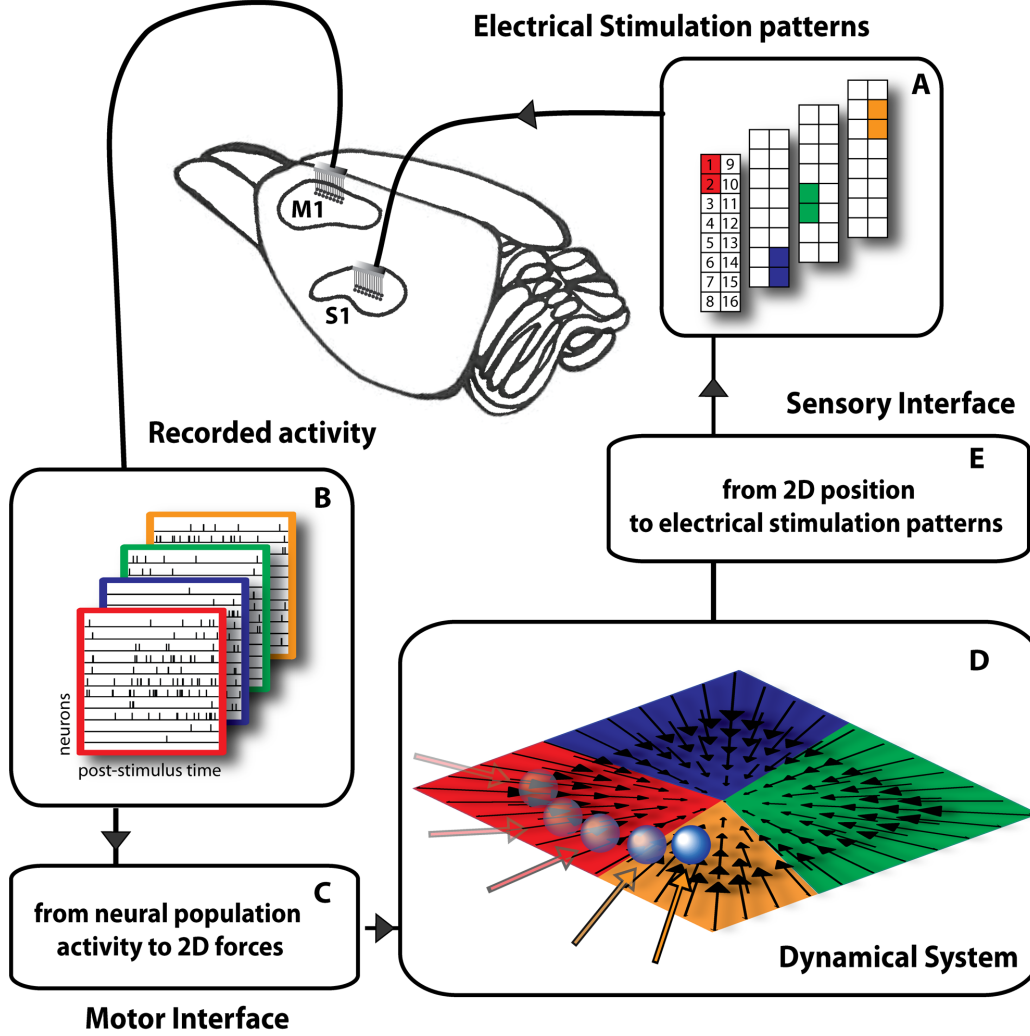 Electrical Stimulation patterns
A
1 9
2 10
3 11
4 12
5 13
6 14
7 15
8 16
M1
S1
Sensory Interface
Recorded activity
E
from 2D position
to electrical stimulation patterns
B
neurons
post-stimulus time
D
C
from neural population
activity to 2D forces
Dynamical System
Motor Interface